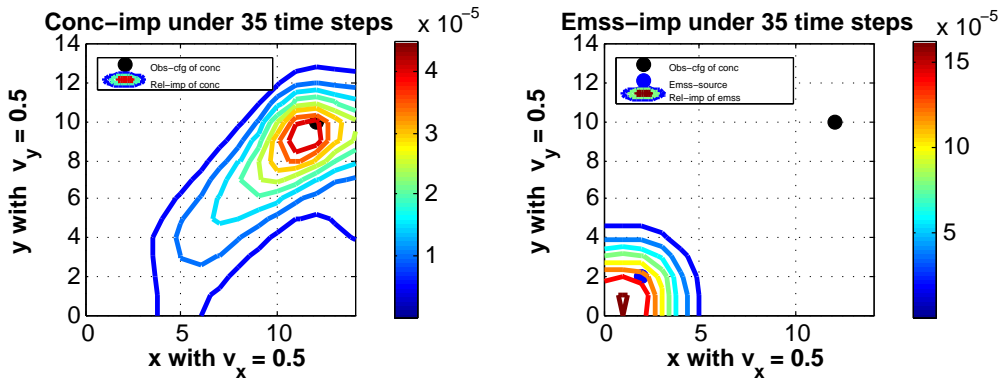 Conc−imp under 35 time steps
x 10⁻⁵
14
12
10
8
6
4
2
0
0
5
10
y with v_y = 0.5
x with v_x = 0.5
Obs−cfg of conc
Rel−imp of conc
4
3
2
1
Emss−imp under 35 time steps
x 10⁻⁵
14
12
10
8
6
4
2
0
0
5
10
y with v_y = 0.5
x with v_x = 0.5
Obs−cfg of conc
Emss−source
Rel−imp of emss
15
10
5